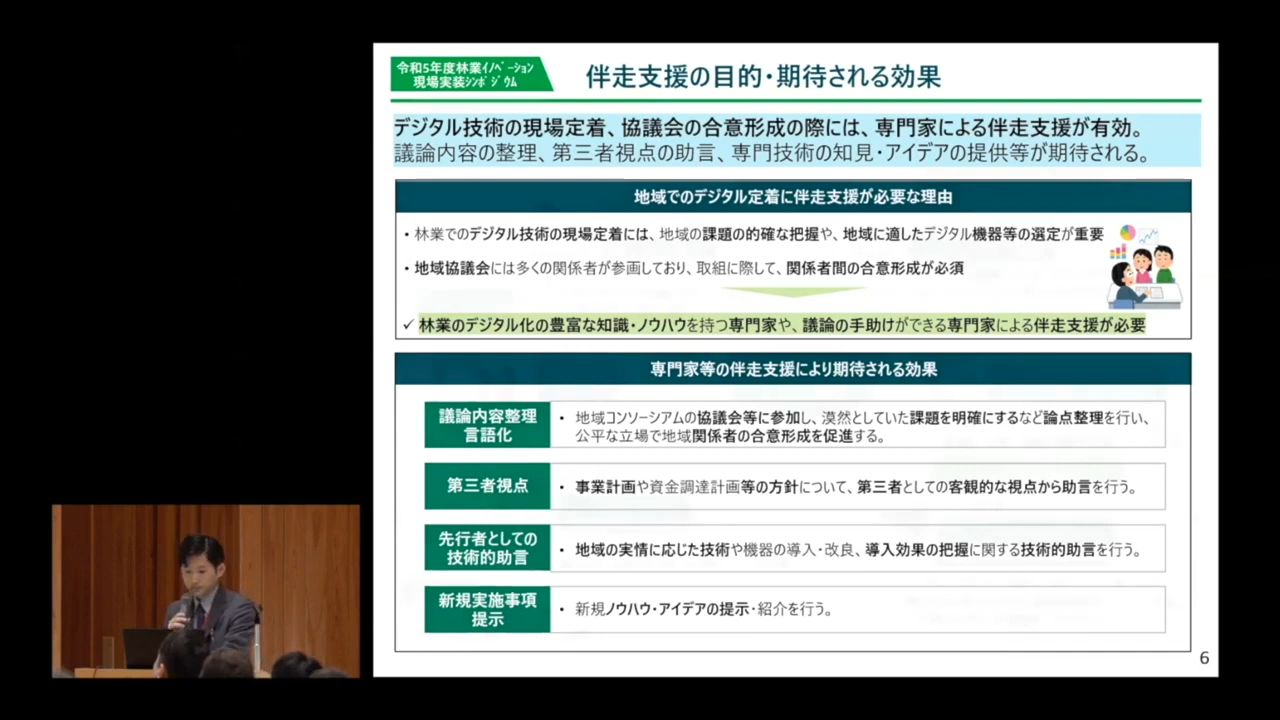 令和5年度林業ｲﾉﾍﾞｰｼｮﾝ
現場実装ｼﾝﾎﾟｼﾞｳﾑ
伴走支援の目的・期待される効果
デジタル技術の現場定着、協議会の合意形成の際には、専門家による伴走支援が有効。
議論内容の整理、第三者視点の助言、専門技術の知見・アイデアの提供等が期待される。
地域でのデジタル定着に伴走支援が必要な理由
・林業でのデジタル技術の現場定着には、地域の課題の的確な把握や、地域に適したデジタル機器等の選定が重要
・地域協議会には多くの関係者が参画しており、取組に際して、関係者間の合意形成が必須
✓ 林業のデジタル化の豊富な知識・ノウハウを持つ専門家や、議論の手助けができる専門家による伴走支援が必要
専門家等の伴走支援により期待される効果
議論内容整理
言語化
・ 地域コンソーシアムの協議会等に参加し、漠然としていた課題を明確にするなど論点整理を行い、
公平な立場で地域関係者の合意形成を促進する。
第三者視点
・ 事業計画や資金調達計画等の方針について、第三者としての客観的な視点から助言を行う。
先行者としての
技術的助言
・ 地域の実情に応じた技術や機器の導入・改良、導入効果の把握に関する技術的助言を行う。
新規実施事項
提示
・ 新規ノウハウ・アイデアの提示・紹介を行う。
6